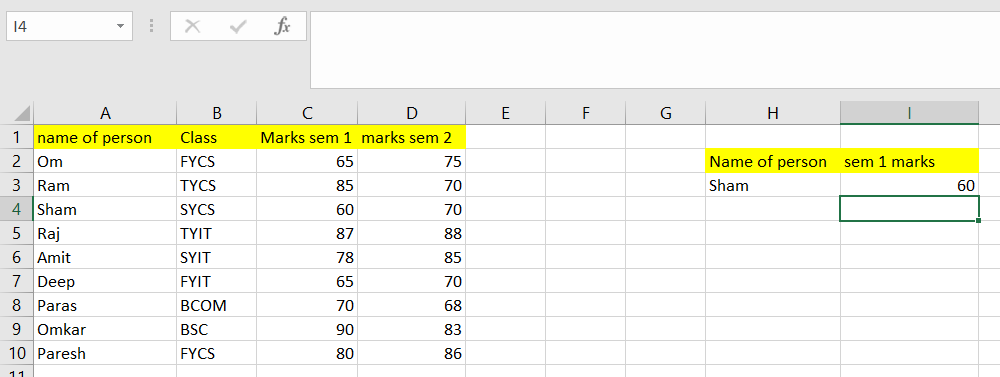 I4 fx
A B C D E F G H I
1 name of person Class Marks sem 1 marks sem 2
2 Om FYCS 65 75 Name of person sem 1 marks
3 Ram TYCS 85 70 Sham 60
4 Sham SYCS 60 70
5 Raj TYIT 87 88
6 Amit SYIT 78 85
7 Deep FYIT 65 70
8 Paras BCOM 70 68
9 Omkar BSC 90 83
10 Paresh FYCS 80 86
11